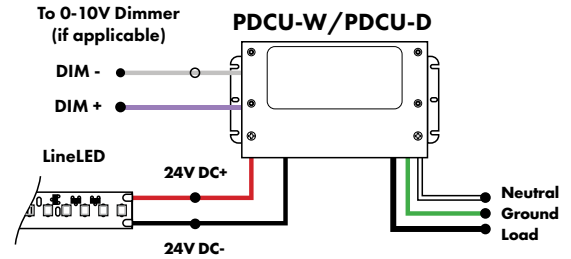 To 0-10V Dimmer
(if applicable)
PDCU-W/PDCU-D
DIM -
DIM +
LineLED
24V DC+
24V DC-
Neutral
Ground
Load